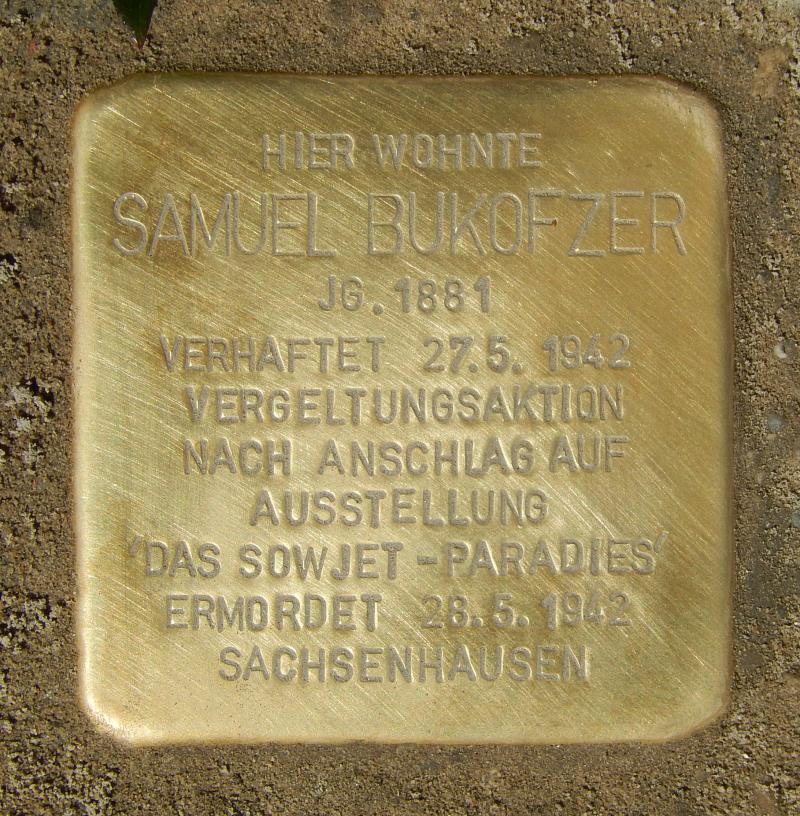 HIER WOHNTE
SAMUEL BUKOFZER
JG. 1881
VERHAFTET 27.5. 1942
VERGELTUNGSAKTION
NACH ANSCHLAG AUF
AUSSTELLUNG
'DAS SOWJET - PARADIES'
ERMORDET 28.5. 1942
SACHSENHAUSEN